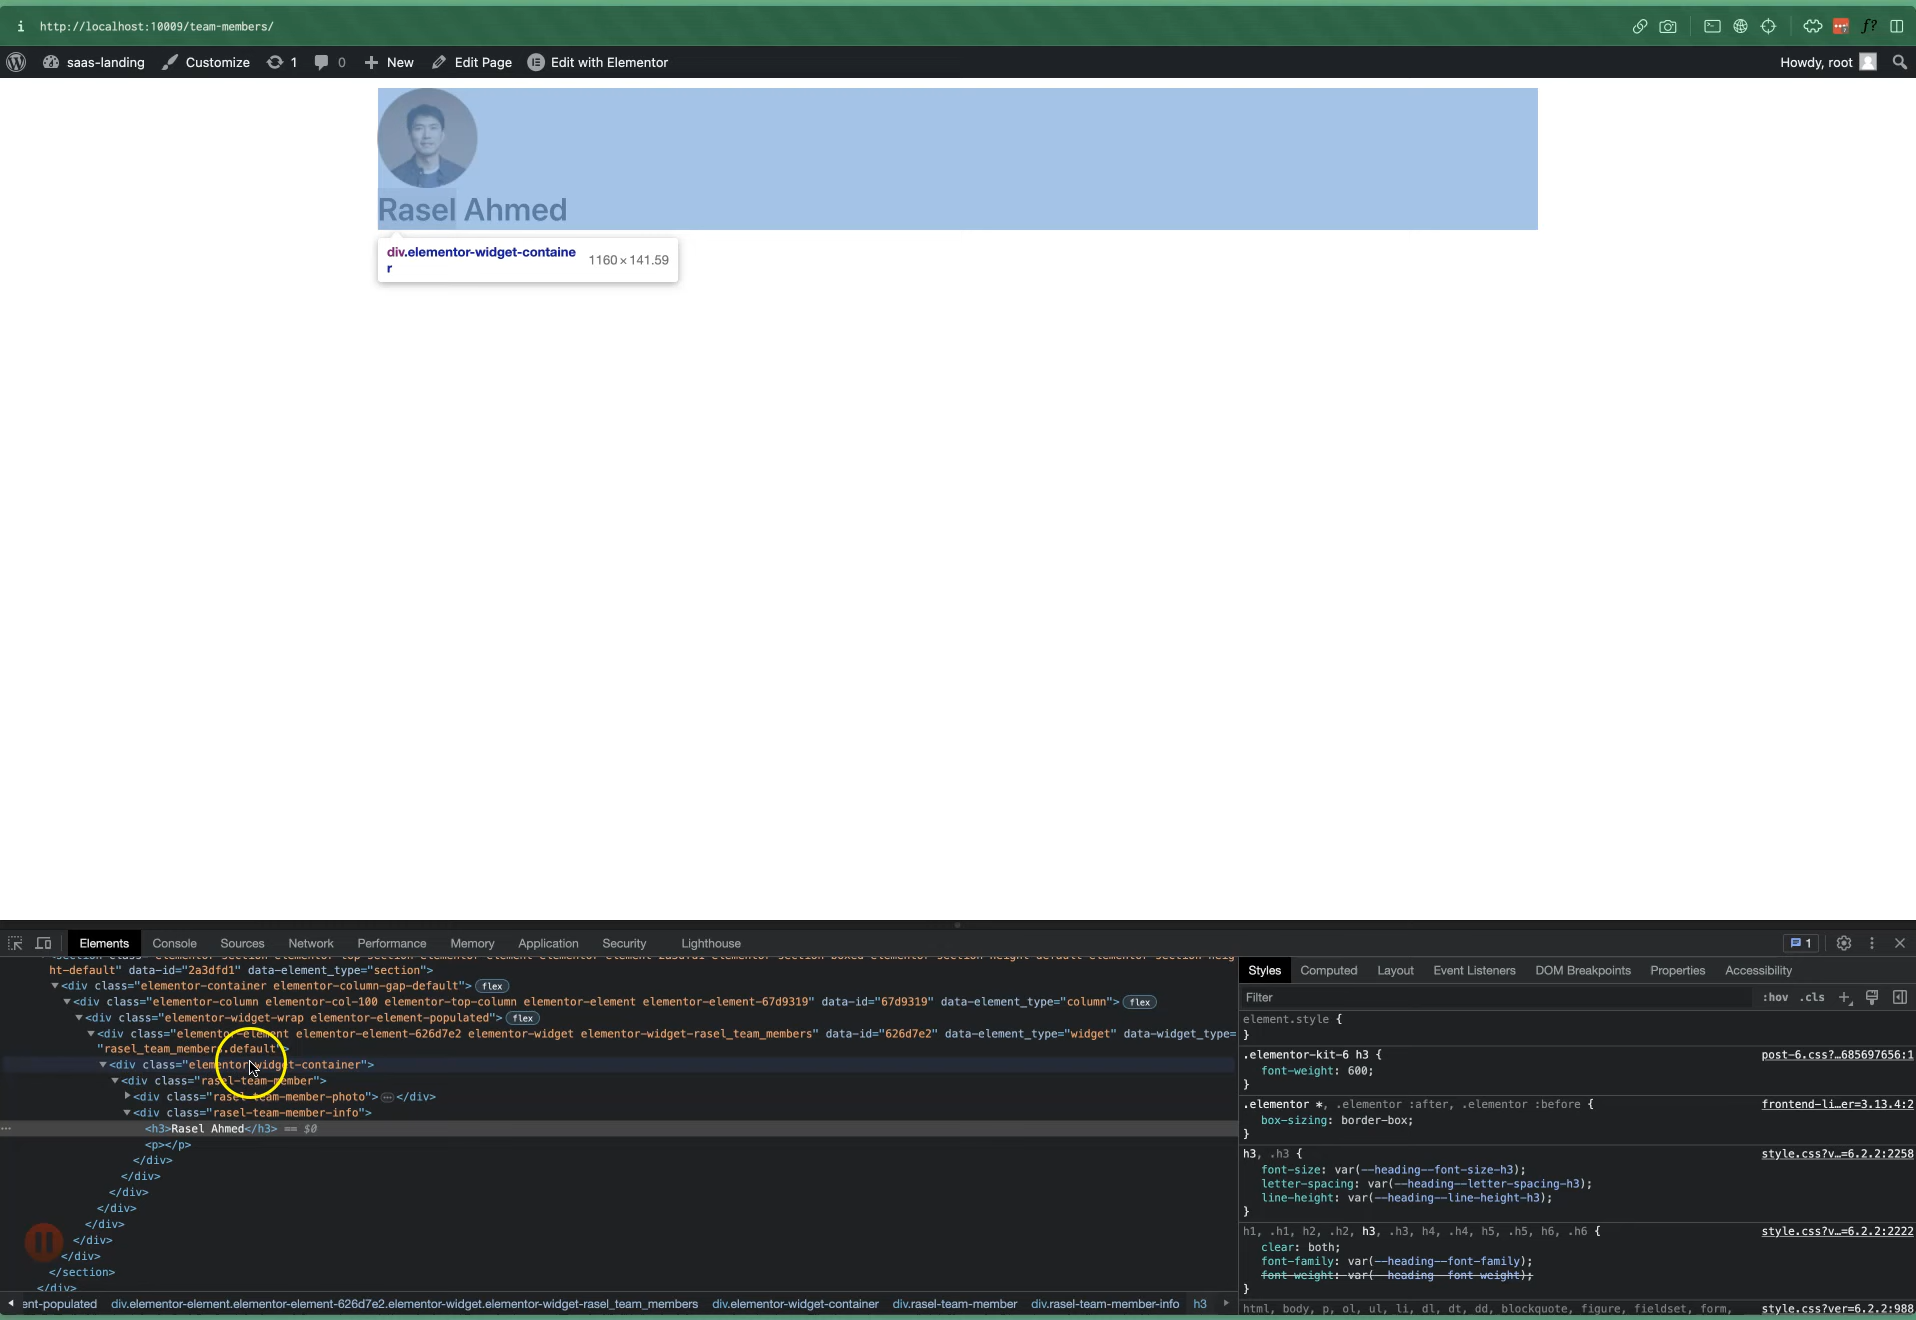 i http://localhost:10009/team-members/
saas-landing Customize 1 0 New Edit Page Edit with Elementor Howdy, root
Rasel Ahmed
div.elementor-widget-containe
r 1160 × 141.59
Elements Console Sources Network Performance Memory Application Security Lighthouse 1
ht-default" data-id="2a3dfd1" data-element_type="section">
<div class="elementor-container elementor-column-gap-default"> flex
<div class="elementor-column elementor-col-100 elementor-top-column elementor-element elementor-element-67d9319" data-id="67d9319" data-element_type="column"> flex
<div class="elementor-widget-wrap elementor-element-populated"> flex
<div class="elementor-element elementor-element-626d7e2 elementor-widget elementor-widget-rasel_team_members" data-id="626d7e2" data-element_type="widget" data-widget_type=
"rasel_team_members.default">
<div class="elementor-widget-container">
<div class="rasel-team-member">
<div class="rasel-team-member-photo"> … </div>
<div class="rasel-team-member-info">
<h3>Rasel Ahmed</h3> == $0
<p></p>
</div>
</div>
</div>
</div>
</div>
</div>
</div>
</section>
</div>
ent-populated div.elementor-element.elementor-element-626d7e2.elementor-widget.elementor-widget-rasel_team_members div.elementor-widget-container div.rasel-team-member div.rasel-team-member-info h3
Styles Computed Layout Event Listeners DOM Breakpoints Properties Accessibility
Filter :hov .cls
element.style {
}
.elementor-kit-6 h3 { post-6.css?…685697656:1
font-weight: 600;
}
.elementor *, .elementor :after, .elementor :before { frontend-li…er=3.13.4:2
box-sizing: border-box;
}
h3, .h3 { style.css?v…=6.2.2:2258
font-size: var(--heading--font-size-h3);
letter-spacing: var(--heading--letter-spacing-h3);
line-height: var(--heading--line-height-h3);
}
h1, .h1, h2, .h2, h3, .h3, h4, .h4, h5, .h5, h6, .h6 { style.css?v…=6.2.2:2222
clear: both;
font-family: var(--heading--font-family);
font-weight: var(--heading--font-weight);
}
html, body, p, ol, ul, li, dl, dt, dd, blockquote, figure, fieldset, form, style.css?ver=6.2.2:988